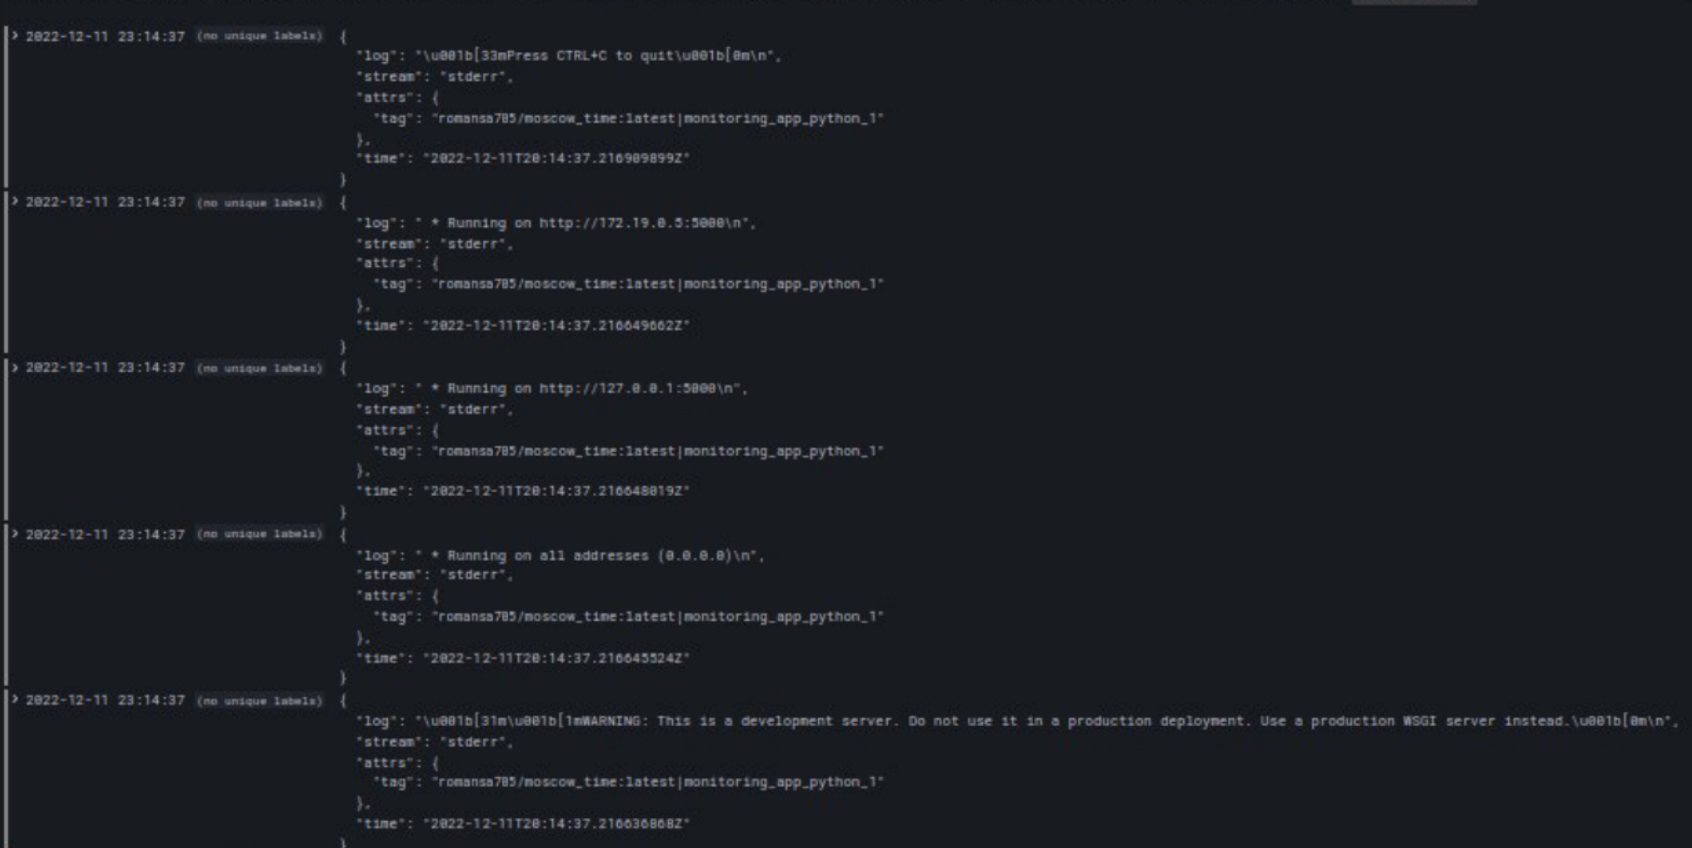 > 2022-12-11 23:14:37 (no unique labels) {
"log": "\u001b[33mPress CTRL+C to quit\u001b[0m\n",
"stream": "stderr",
"attrs": {
"tag": "romansa705/moscow_time:latest|monitoring_app_python_1"
},
"time": "2022-12-11T20:14:37.216909899Z"
}
> 2022-12-11 23:14:37 (no unique labels) {
"log": " * Running on http://172.19.0.5:5000\n",
"stream": "stderr",
"attrs": {
"tag": "romansa705/moscow_time:latest|monitoring_app_python_1"
},
"time": "2022-12-11T20:14:37.216649662Z"
}
> 2022-12-11 23:14:37 (no unique labels) {
"log": " * Running on http://127.0.0.1:5000\n",
"stream": "stderr",
"attrs": {
"tag": "romansa705/moscow_time:latest|monitoring_app_python_1"
},
"time": "2022-12-11T20:14:37.216648019Z"
}
> 2022-12-11 23:14:37 (no unique labels) {
"log": " * Running on all addresses (0.0.0.0)\n",
"stream": "stderr",
"attrs": {
"tag": "romansa705/moscow_time:latest|monitoring_app_python_1"
},
"time": "2022-12-11T20:14:37.216645524Z"
}
> 2022-12-11 23:14:37 (no unique labels) {
"log": "\u001b[31m\u001b[1mWARNING: This is a development server. Do not use it in a production deployment. Use a production WSGI server instead.\u001b[0m\n",
"stream": "stderr",
"attrs": {
"tag": "romansa705/moscow_time:latest|monitoring_app_python_1"
},
"time": "2022-12-11T20:14:37.216636868Z"
}